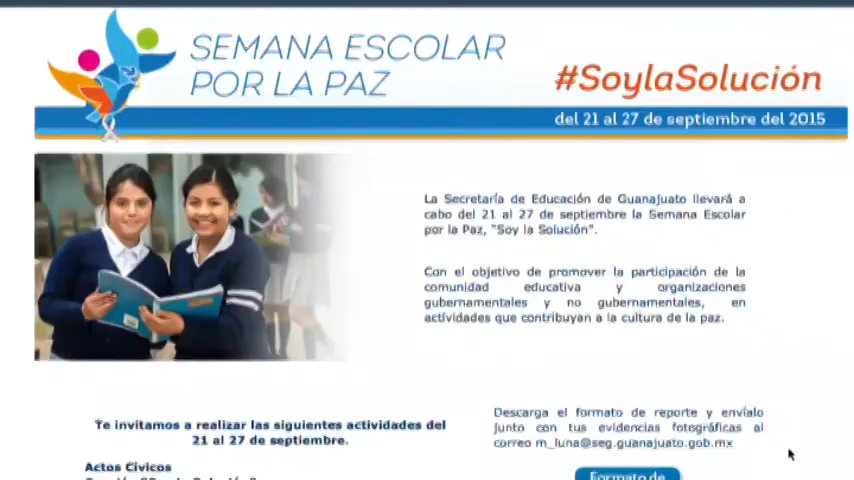 SEMANA ESCOLAR
POR LA PAZ
#SoylaSolución
del 21 al 27 de septiembre del 2015
La Secretaría de Educación de Guanajuato llevará a
cabo del 21 al 27 de septiembre la Semana Escolar
por la Paz, "Soy la Solución".
Con el objetivo de promover la participación de la
comunidad educativa y organizaciones
gubernamentales y no gubernamentales, en
actividades que contribuyan a la cultura de la paz.
Te invitamos a realizar las siguientes actividades del
21 al 27 de septiembre.
Actos Cívicos
Descarga el formato de reporte y envíalo
junto con tus evidencias fotográficas al
correo m_luna@seg.guanajuato.gob.mx
Formato de